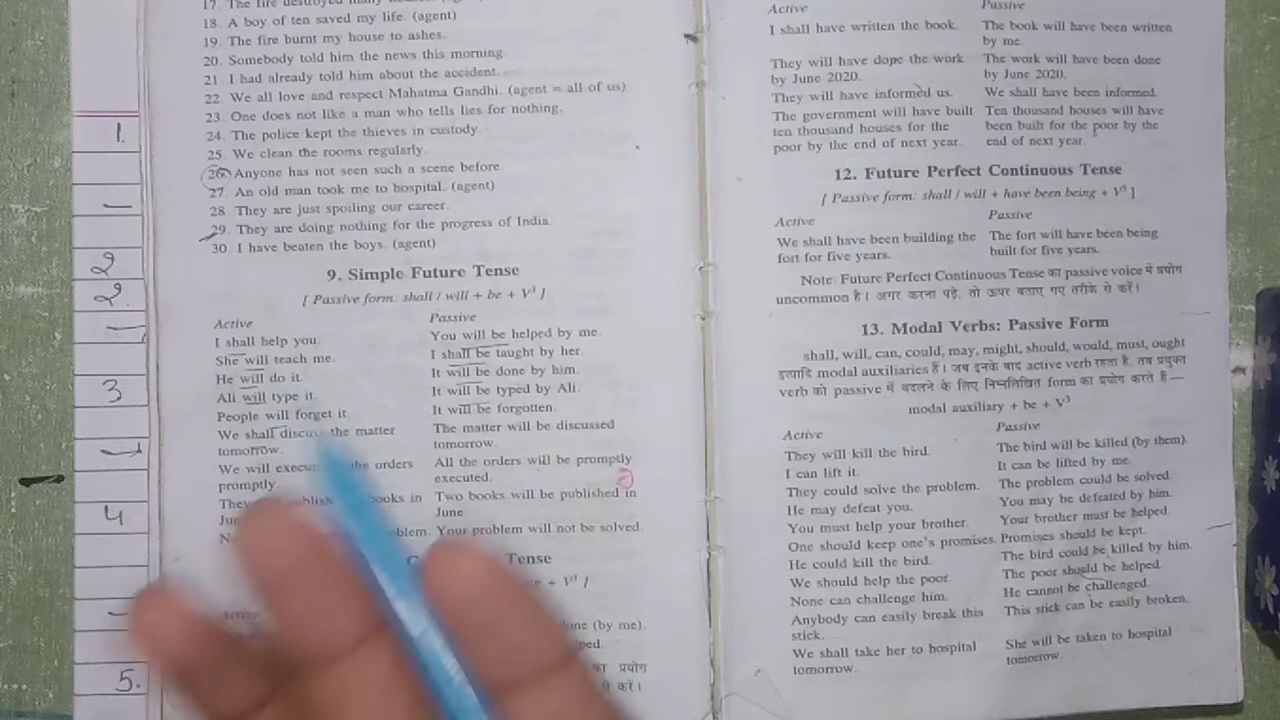 17. The fire destroyed many
18. A boy of ten saved my life. (agent)
19. The fire burnt my house to ashes.
20. Somebody told him the news this morning.
21. I had already told him about the accident.
22. We all love and respect Mahatma Gandhi. (agent = all of us)
23. One does not like a man who tells lies for nothing.
24. The police kept the thieves in custody.
25. We clean the rooms regularly.
26. Anyone has not seen such a scene before.
27. An old man took me to hospital. (agent)
28. They are just spoiling our career.
29. They are doing nothing for the progress of India.
30. I have beaten the boys. (agent)
9. Simple Future Tense
[ Passive form: shall / will + be + V³ ]
Active Passive
I shall help you. You will be helped by me.
She will teach me. I shall be taught by her.
He will do it. It will be done by him.
Ali will type it. It will be typed by Ali.
People will forget it. It will be forgotten.
We shall discuss the matter The matter will be discussed
tomorrow. tomorrow.
We will the orders All the orders will be promptly
promptly. executed.
They books in Two books will be published in
June
Your problem will not be solved.
Tense
+ V³ ]
(by me).
का प्रयोग
करें।
1.
2
2
3
4
5.
Active Passive
I shall have written the book. The book will have been written
by me.
They will have dope the work The work will have been done
by June 2020. by June 2020.
They will have informed us. We shall have been informed.
The government will have built Ten thousand houses will have
ten thousand houses for the been built for the poor by the
poor by the end of next year. end of next year.
12. Future Perfect Continuous Tense
[ Passive form: shall / will + have been being + V³ ]
Active Passive
We shall have been building the The fort will have been being
fort for five years. built for five years.
Note: Future Perfect Continuous Tense का passive voice में प्रयोग
uncommon है। अगर करना पड़े, तो ऊपर बताए गए तरीके से करें।
13. Modal Verbs: Passive Form
shall, will, can, could, may, might, should, would, must, ought
इत्यादि modal auxiliaries हैं। जब इनके बाद active verb रहता है, तब प्रयुक्त
verb को passive में बदलने के लिए निम्नलिखित form का प्रयोग करते हैं—
modal auxiliary + be + V³
Active Passive
They will kill the bird. The bird will be killed (by them).
I can lift it. It can be lifted by me.
They could solve the problem. The problem could be solved.
He may defeat you. You may be defeated by him.
You must help your brother. Your brother must be helped.
One should keep one's promises. Promises should be kept.
He could kill the bird. The bird could be killed by him.
We should help the poor. The poor should be helped.
None can challenge him. He cannot be challenged.
Anybody can easily break this This stick can be easily broken.
stick.
We shall take her to hospital She will be taken to hospital
tomorrow. tomorrow.